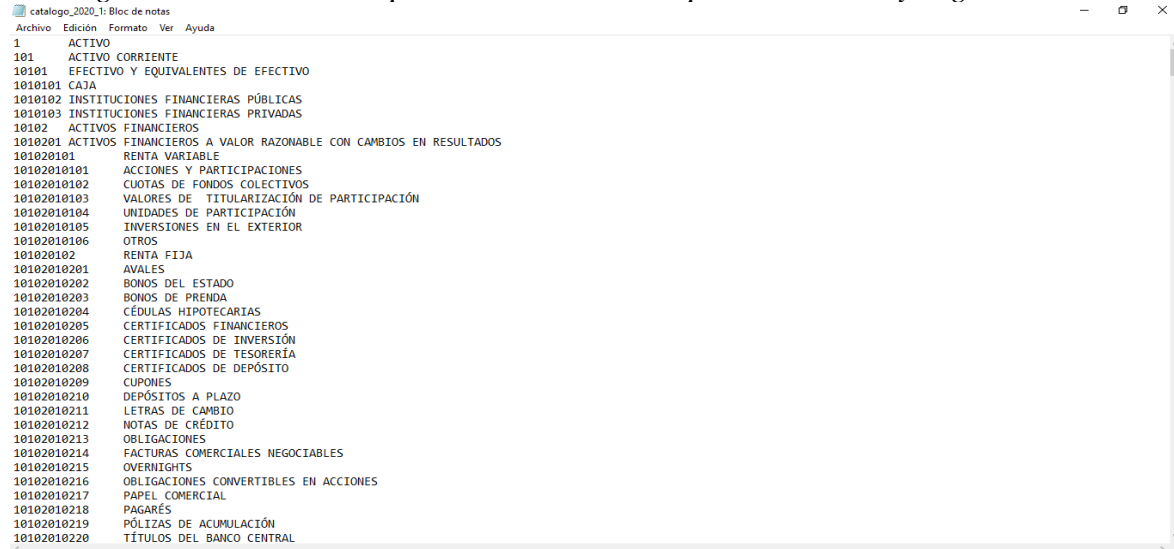 catalogo_2020_1: Bloc de notas
Archivo Edición Formato Ver Ayuda
1 ACTIVO
101 ACTIVO CORRIENTE
10101 EFECTIVO Y EQUIVALENTES DE EFECTIVO
1010101 CAJA
1010102 INSTITUCIONES FINANCIERAS PÚBLICAS
1010103 INSTITUCIONES FINANCIERAS PRIVADAS
10102 ACTIVOS FINANCIEROS
1010201 ACTIVOS FINANCIEROS A VALOR RAZONABLE CON CAMBIOS EN RESULTADOS
101020101 RENTA VARIABLE
10102010101 ACCIONES Y PARTICIPACIONES
10102010102 CUOTAS DE FONDOS COLECTIVOS
10102010103 VALORES DE  TITULARIZACIÓN DE PARTICIPACIÓN
10102010104 UNIDADES DE PARTICIPACIÓN
10102010105 INVERSIONES EN EL EXTERIOR
10102010106 OTROS
101020102 RENTA FIJA
10102010201 AVALES
10102010202 BONOS DEL ESTADO
10102010203 BONOS DE PRENDA
10102010204 CÉDULAS HIPOTECARIAS
10102010205 CERTIFICADOS FINANCIEROS
10102010206 CERTIFICADOS DE INVERSIÓN
10102010207 CERTIFICADOS DE TESORERÍA
10102010208 CERTIFICADOS DE DEPÓSITO
10102010209 CUPONES
10102010210 DEPÓSITOS A PLAZO
10102010211 LETRAS DE CAMBIO
10102010212 NOTAS DE CRÉDITO
10102010213 OBLIGACIONES
10102010214 FACTURAS COMERCIALES NEGOCIABLES
10102010215 OVERNIGHTS
10102010216 OBLIGACIONES CONVERTIBLES EN ACCIONES
10102010217 PAPEL COMERCIAL
10102010218 PAGARÉS
10102010219 PÓLIZAS DE ACUMULACIÓN
10102010220 TÍTULOS DEL BANCO CENTRAL